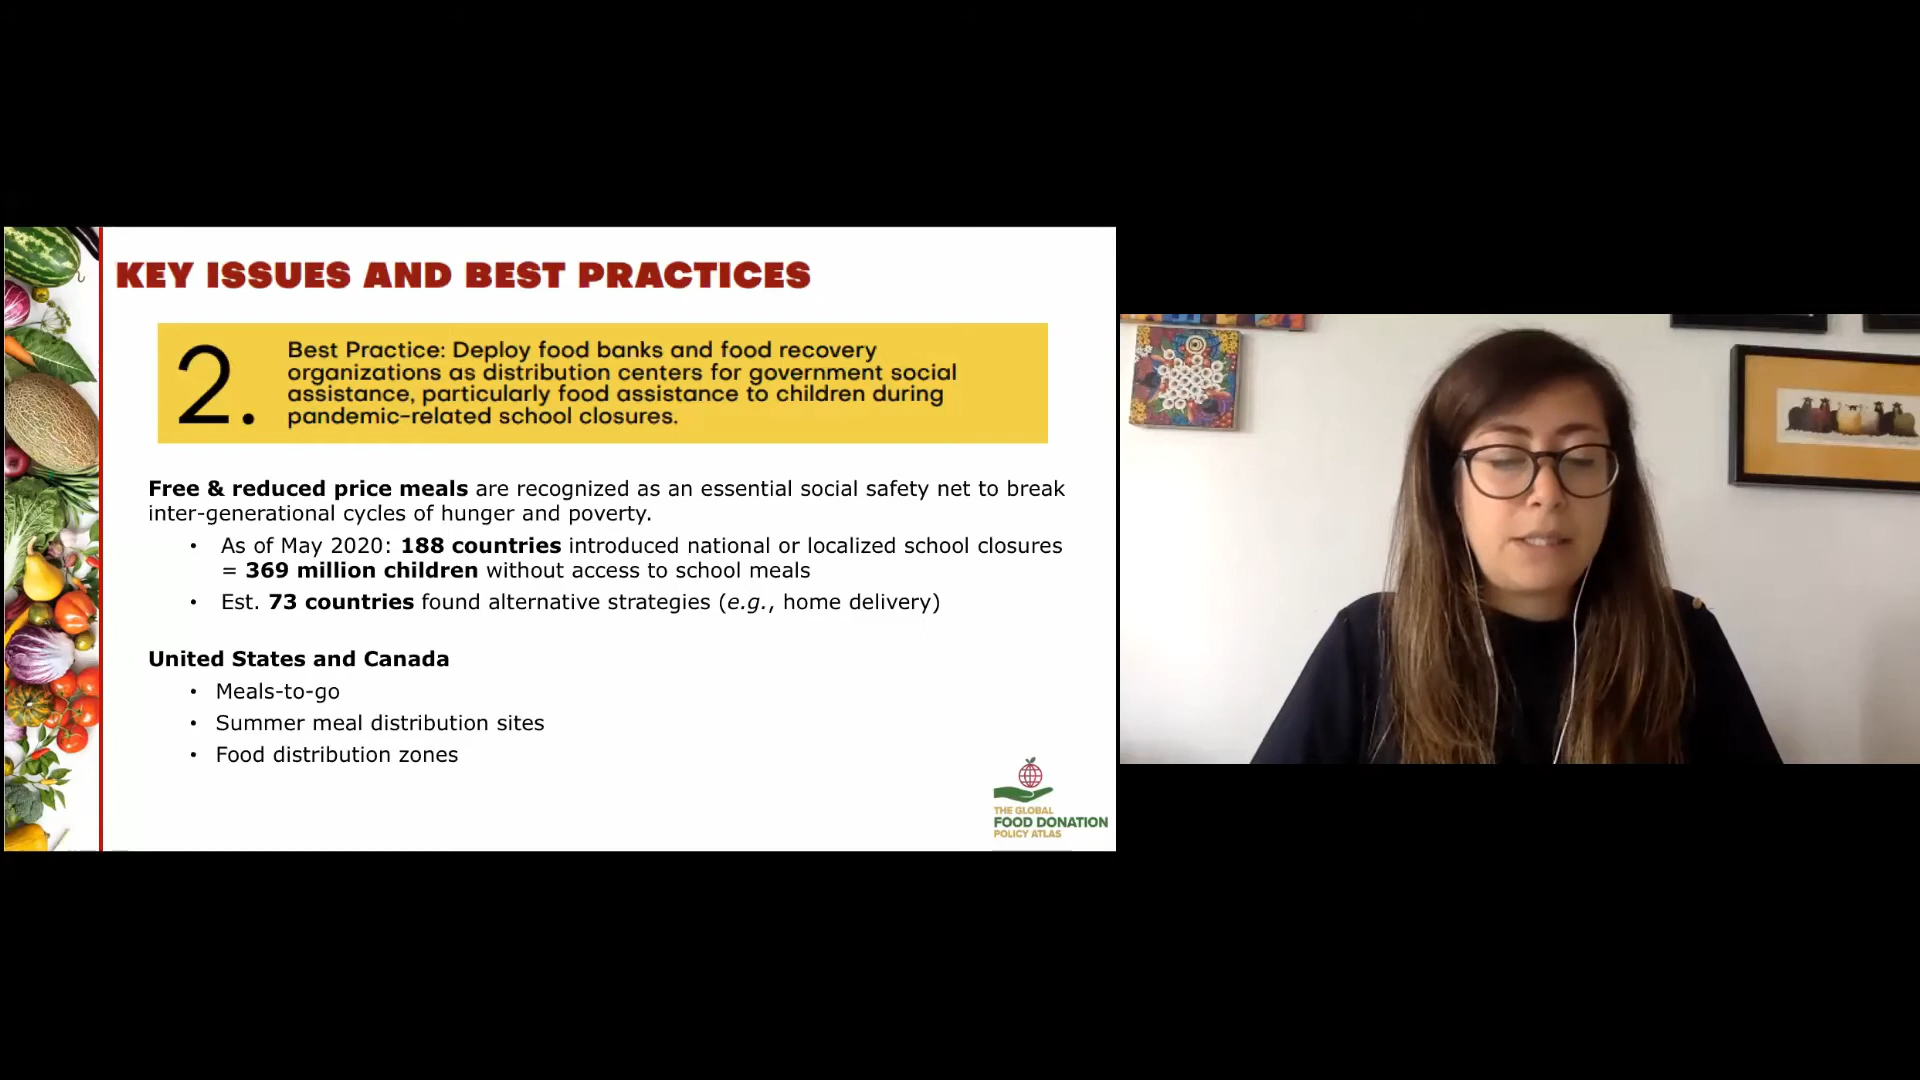 KEY ISSUES AND BEST PRACTICES
2.
Best Practice: Deploy food banks and food recovery
organizations as distribution centers for government social
assistance, particularly food assistance to children during
pandemic-related school closures.
Free & reduced price meals are recognized as an essential social safety net to break
inter-generational cycles of hunger and poverty.
• As of May 2020: 188 countries introduced national or localized school closures
= 369 million children without access to school meals
• Est. 73 countries found alternative strategies (e.g., home delivery)
United States and Canada
• Meals-to-go
• Summer meal distribution sites
• Food distribution zones
THE GLOBAL
FOOD DONATION
POLICY ATLAS